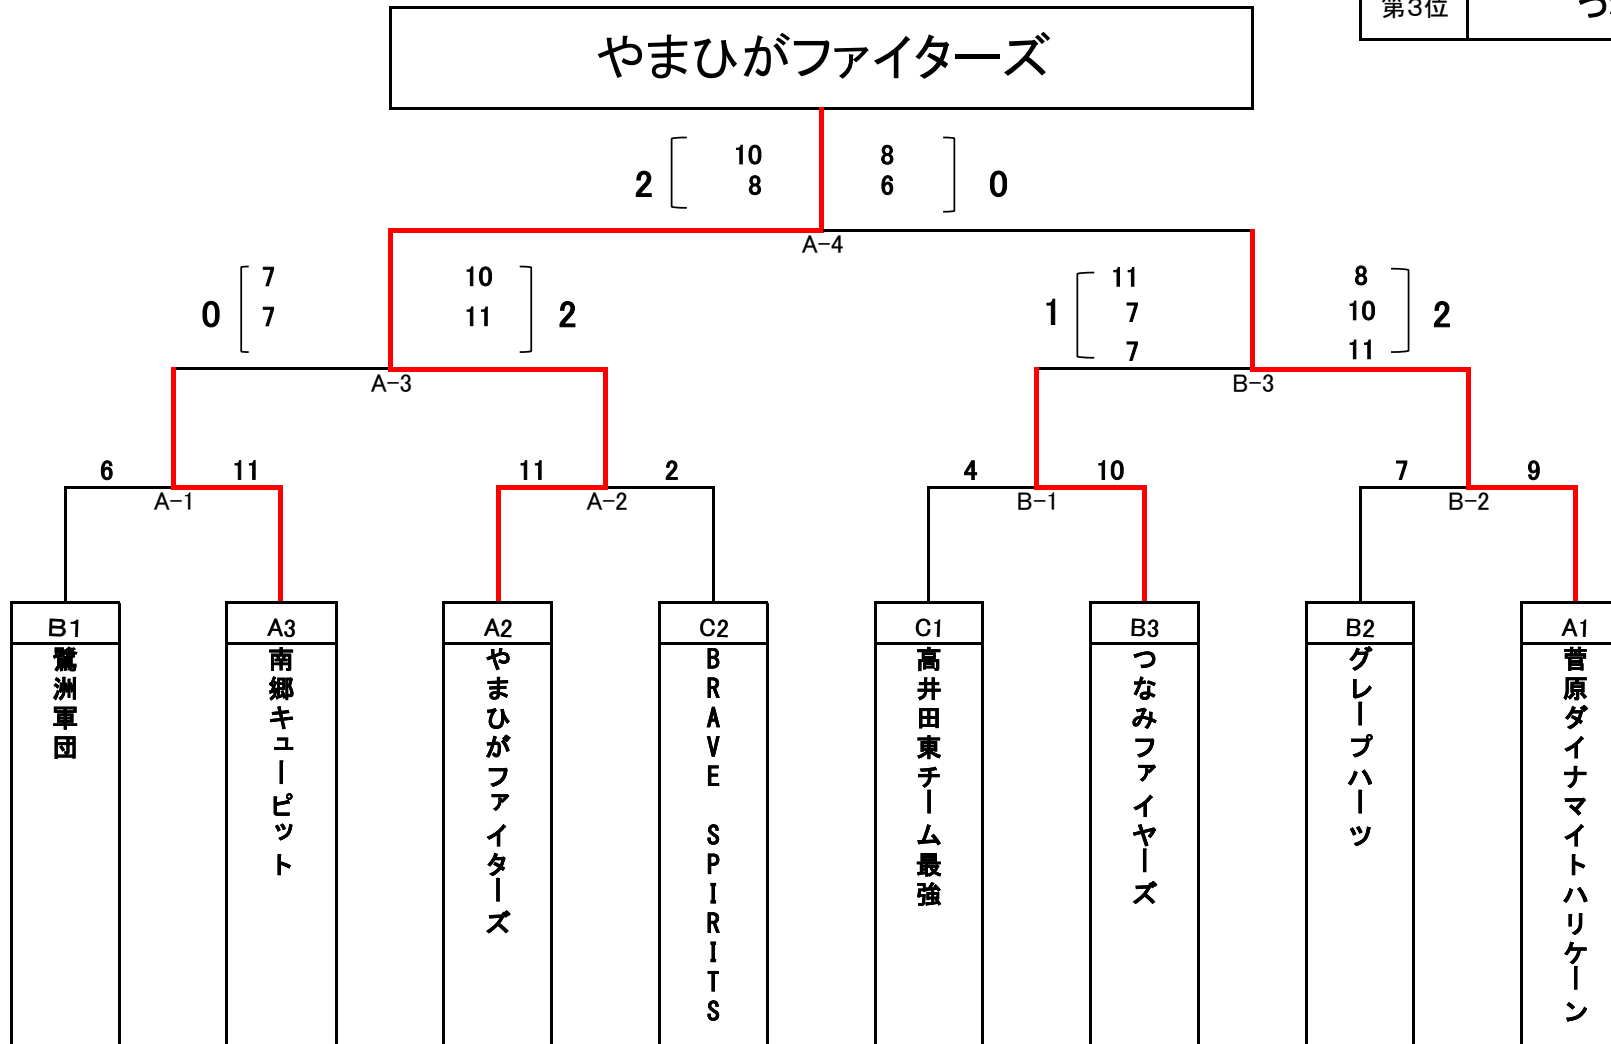 第3位
やまひがファイターズ
10 8
2 8 6 0
A-4
7 10 11 8
0 7 11 2 1 7 10 2
7 11
A-3 B-3
6 11 11 2 4 10 7 9
A-1 A-2 B-1 B-2
B1 A3 A2 C2 C1 B3 B2 A1
鷺洲軍団
南郷キューピット
やまひがファイターズ
BRAVE SPIRITS
高井田東チーム最強
つなみファイヤーズ
グレープハーツ
菅原ダイナマイトハリケーン